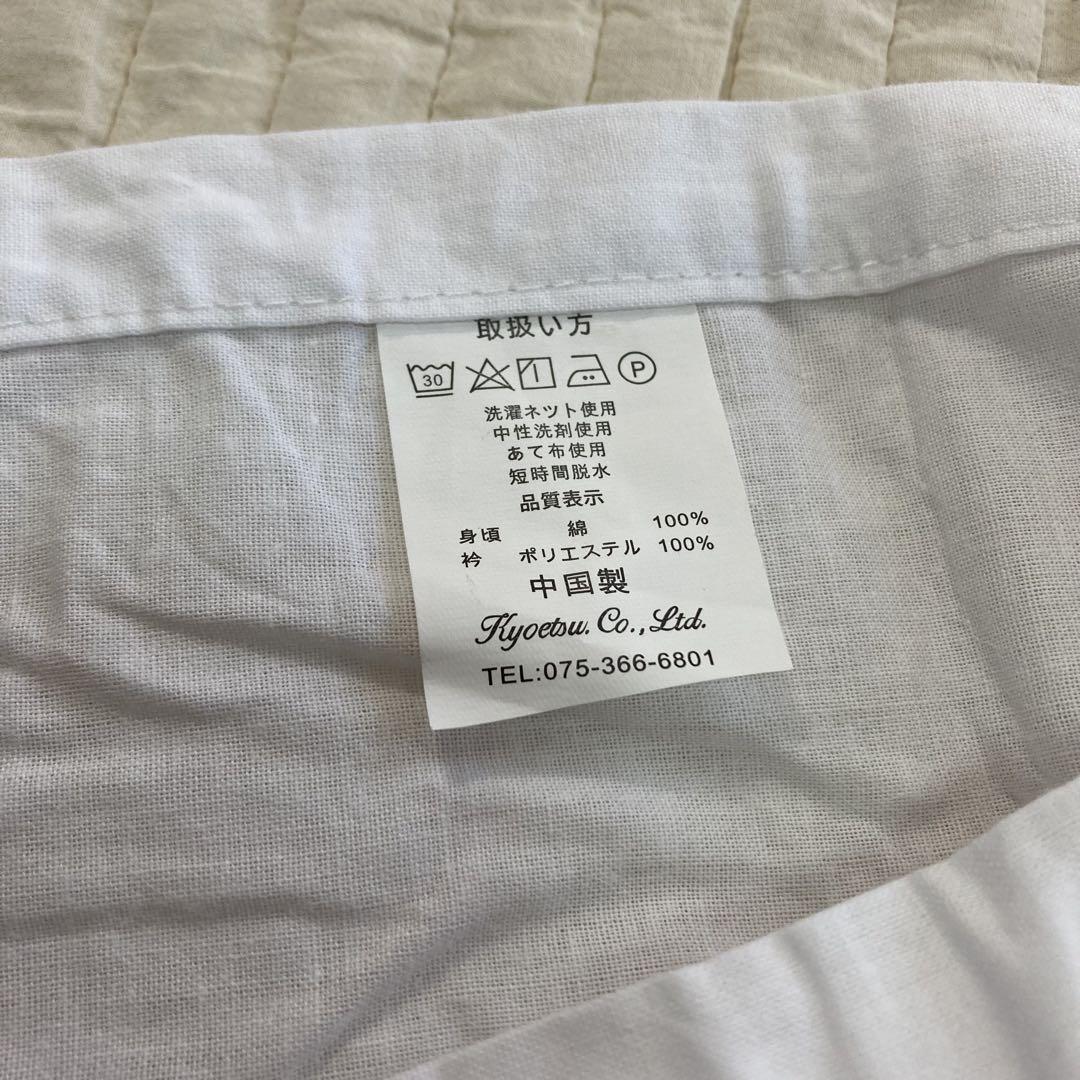 取扱い方
30 P
洗濯ネツト使用
中性洗剤使用
あて布使用
短時間脱水
品質表示
身頃 綿 100%
衿 ポリエステル 100%
中国製
Kyoetsu. Co., Ltd.
TEL:075-366-6801